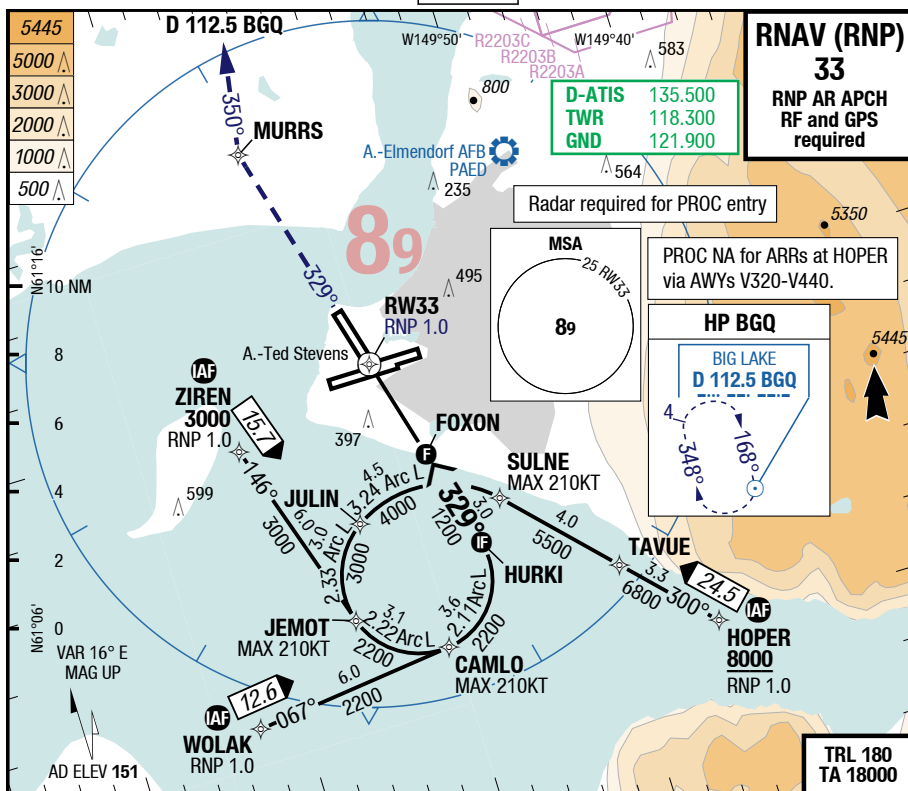 5445
5000
3000
2000
1000
500
D 112.5 BGQ
W149°50'
W149°40'
R2203C
R2203B
R2203A
583
800
RNAV (RNP)
33
RNP AR APCH
RF and GPS
required
D-ATIS 135.500
TWR 118.300
GND 121.900
350°
MURRS
A.-Elmendorf AFB
PAED
235
564
Radar required for PROC entry
5350
89
329°
N61°16'
10 NM
8
6
4
2
0
N61°06'
495
MSA
25 RW33
89
PROC NA for ARRs at HOPER
via AWYs V320-V440.
RW33
RNP 1.0
A.-Ted Stevens
HP BGQ
BIG LAKE
D 112.5 BGQ
4
348°
168°
5445
IAF
ZIREN
3000
RNP 1.0
15.7
397
599
146°
6.0
3000
FOXON
F
SULNE
MAX 210KT
JULIN
4.5
3.24 Arc L
4000
329°
3.0
1200
4.0
5500
TAVUE
3.0
2.33 Arc L
3000
IF
HURKI
3.3
6800
300°
24.5
IAF
HOPER
8000
RNP 1.0
JEMOT
MAX 210KT
3.1
2.22Arc L
2200
3.6
2.11Arc L
2200
CAMLO
MAX 210KT
VAR 16° E
MAG UP
12.6
IAF
WOLAK
RNP 1.0
067°
6.0
2200
AD ELEV 151
TRL 180
TA 18000